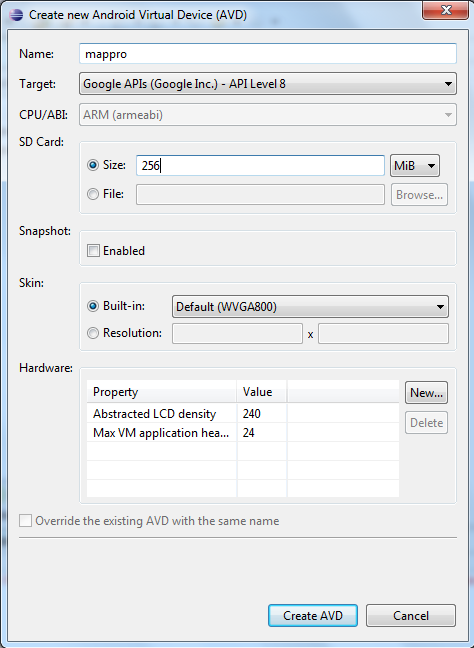 Create new Android Virtual Device (AVD)
Name: mappro
Target: Google APIs (Google Inc.) - API Level 8
CPU/ABI: ARM (armeabi)
SD Card:
Size: 256 MiB
File: Browse...
Snapshot:
Enabled
Skin:
Built-in: Default (WVGA800)
Resolution: x
Hardware:
Property Value New...
Abstracted LCD density 240 Delete
Max VM application hea... 24
Override the existing AVD with the same name
Create AVD Cancel